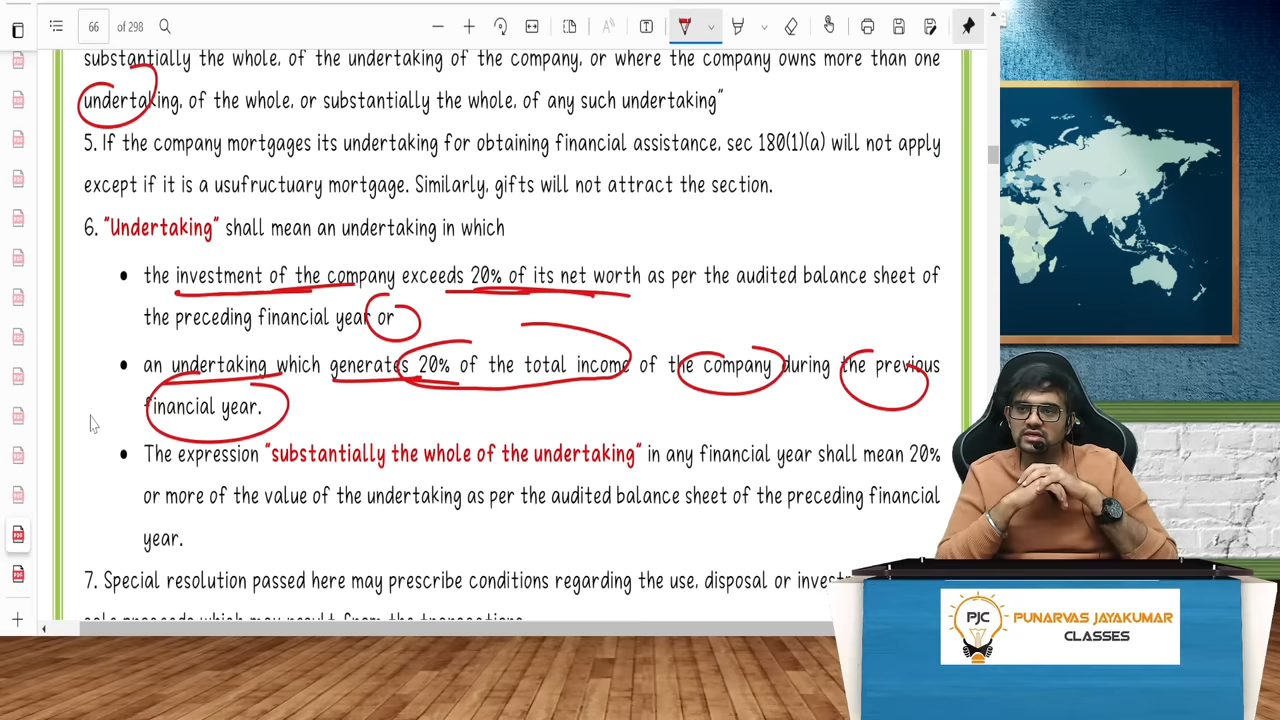 66 of 298
substantially the whole, of the undertaking of the company, or where the company owns more than one
undertaking, of the whole, or substantially the whole, of any such undertaking"
5. If the company mortgages its undertaking for obtaining financial assistance, sec 180(1)(a) will not apply
except if it is a usufructuary mortgage. Similarly, gifts will not attract the section.
6. "Undertaking" shall mean an undertaking in which
• the investment of the company exceeds 20% of its net worth as per the audited balance sheet of
the preceding financial year or
• an undertaking which generates 20% of the total income of the company during the previous
financial year.
• The expression "substantially the whole of the undertaking" in any financial year shall mean 20%
or more of the value of the undertaking as per the audited balance sheet of the preceding financial
year.
7. Special resolution passed here may prescribe conditions regarding the use, disposal or
PJC
PUNARVAS JAYAKUMAR
CLASSES